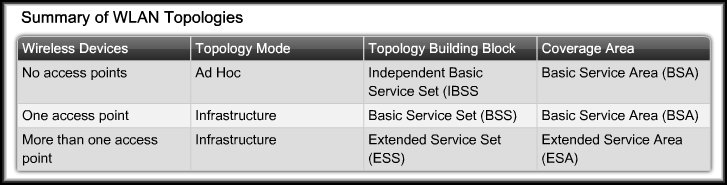 Summary of WLAN Topologies
Wireless Devices Topology Mode Topology Building Block Coverage Area
No access points Ad Hoc Independent Basic Basic Service Area (BSA)
Service Set (IBSS
One access point Infrastructure Basic Service Set (BSS) Basic Service Area (BSA)
More than one access Infrastructure Extended Service Set Extended Service Area
point (ESS) (ESA)